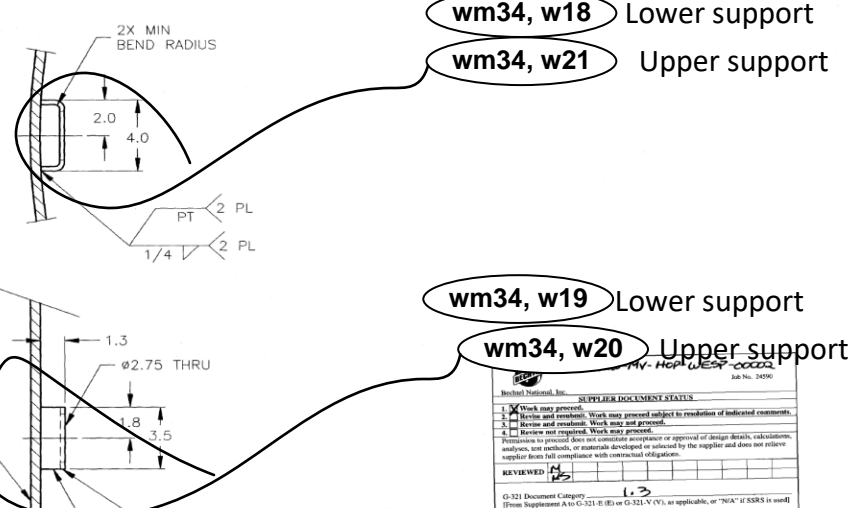 wm34, w18 Lower support
wm34, w21 Upper support
2X MIN
BEND RADIUS
2.0
4.0
PT 2 PL
1/4 2 PL
wm34, w19 Lower support
wm34, w20 Upper support
1.3
ø2.75 THRU
1.8
3.5
MV-HOP-WESP-00002
Job No. 24590
Bechtel National, Inc.
SUPPLIER DOCUMENT STATUS
1. X Work may proceed.
2. Revise and resubmit. Work may proceed subject to resolution of indicated comments.
3. Revise and resubmit. Work may not proceed.
4. Review not required. Work may proceed.
Permission to proceed does not constitute acceptance or approval of design details, calculations,
analyses, test methods, or materials developed or selected by the supplier and does not relieve
supplier from full compliance with contractual obligations.
REVIEWED
G-321 Document Category 1.3
[From Supplement A to G-321-E (E) or G-321-V (V), as applicable, or "N/A" if SSRS is used]